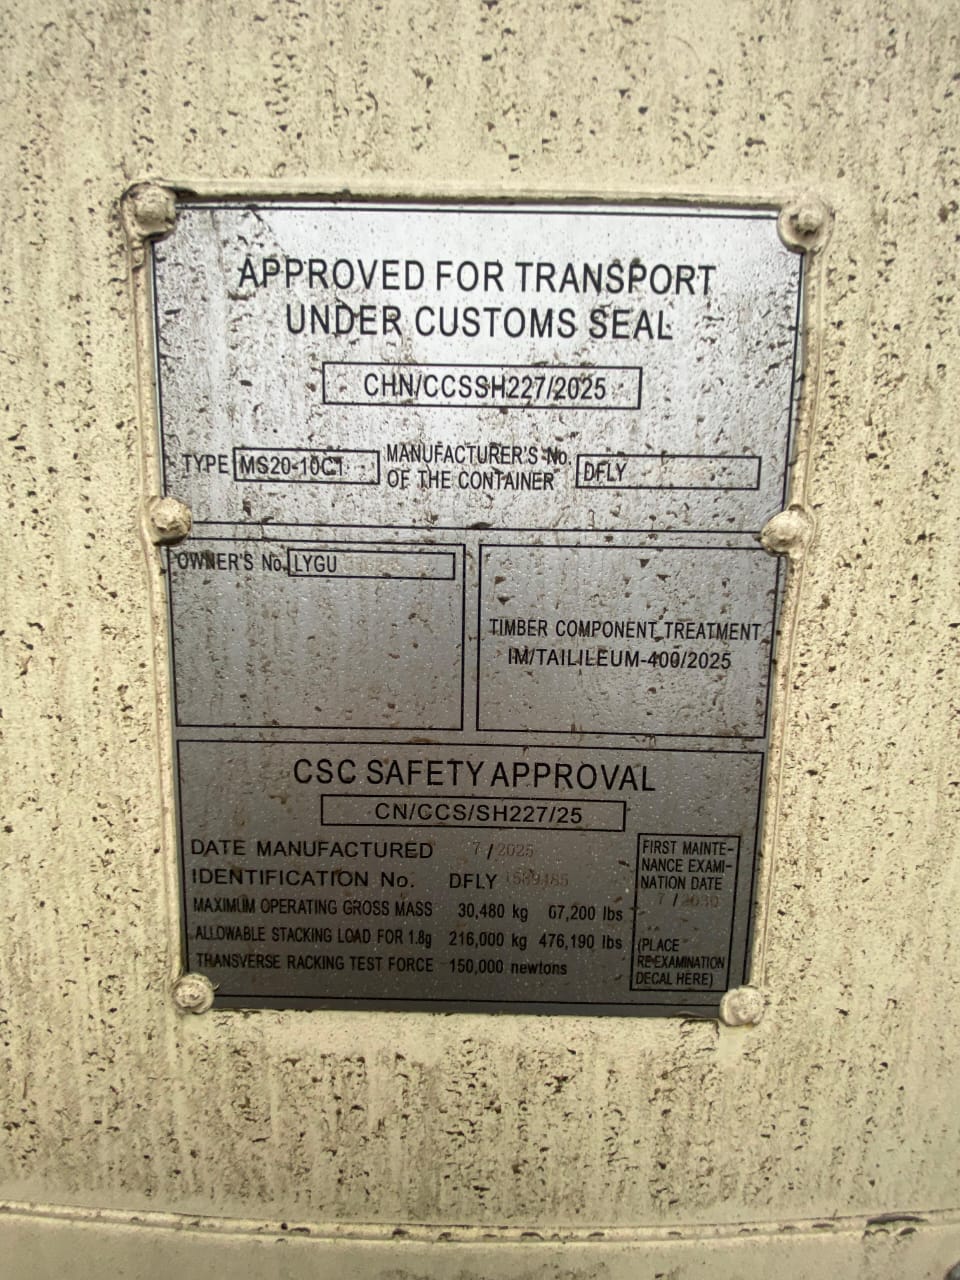 APPROVED FOR TRANSPORT
UNDER CUSTOMS SEAL
CHN/CCSSH227/2025
TYPE MS20-10C1
MANUFACTURER'S No.
OF THE CONTAINER
DFLY
OWNER'S No. LYGU
TIMBER COMPONENT TREATMENT
IM/TAILILEUM-400/2025
CSC SAFETY APPROVAL
CN/CCS/SH227/25
DATE MANUFACTURED 7 / 2025
IDENTIFICATION No. DFLY
MAXIMUM OPERATING GROSS MASS 30,480 kg 67,200 lbs
ALLOWABLE STACKING LOAD FOR 1.8g 216,000 kg 476,190 lbs
TRANSVERSE RACKING TEST FORCE 150,000 newtons
FIRST MAINTE-
NANCE EXAMI-
NATION DATE
7 / 2030
(PLACE
RE-EXAMINATION
DECAL HERE)